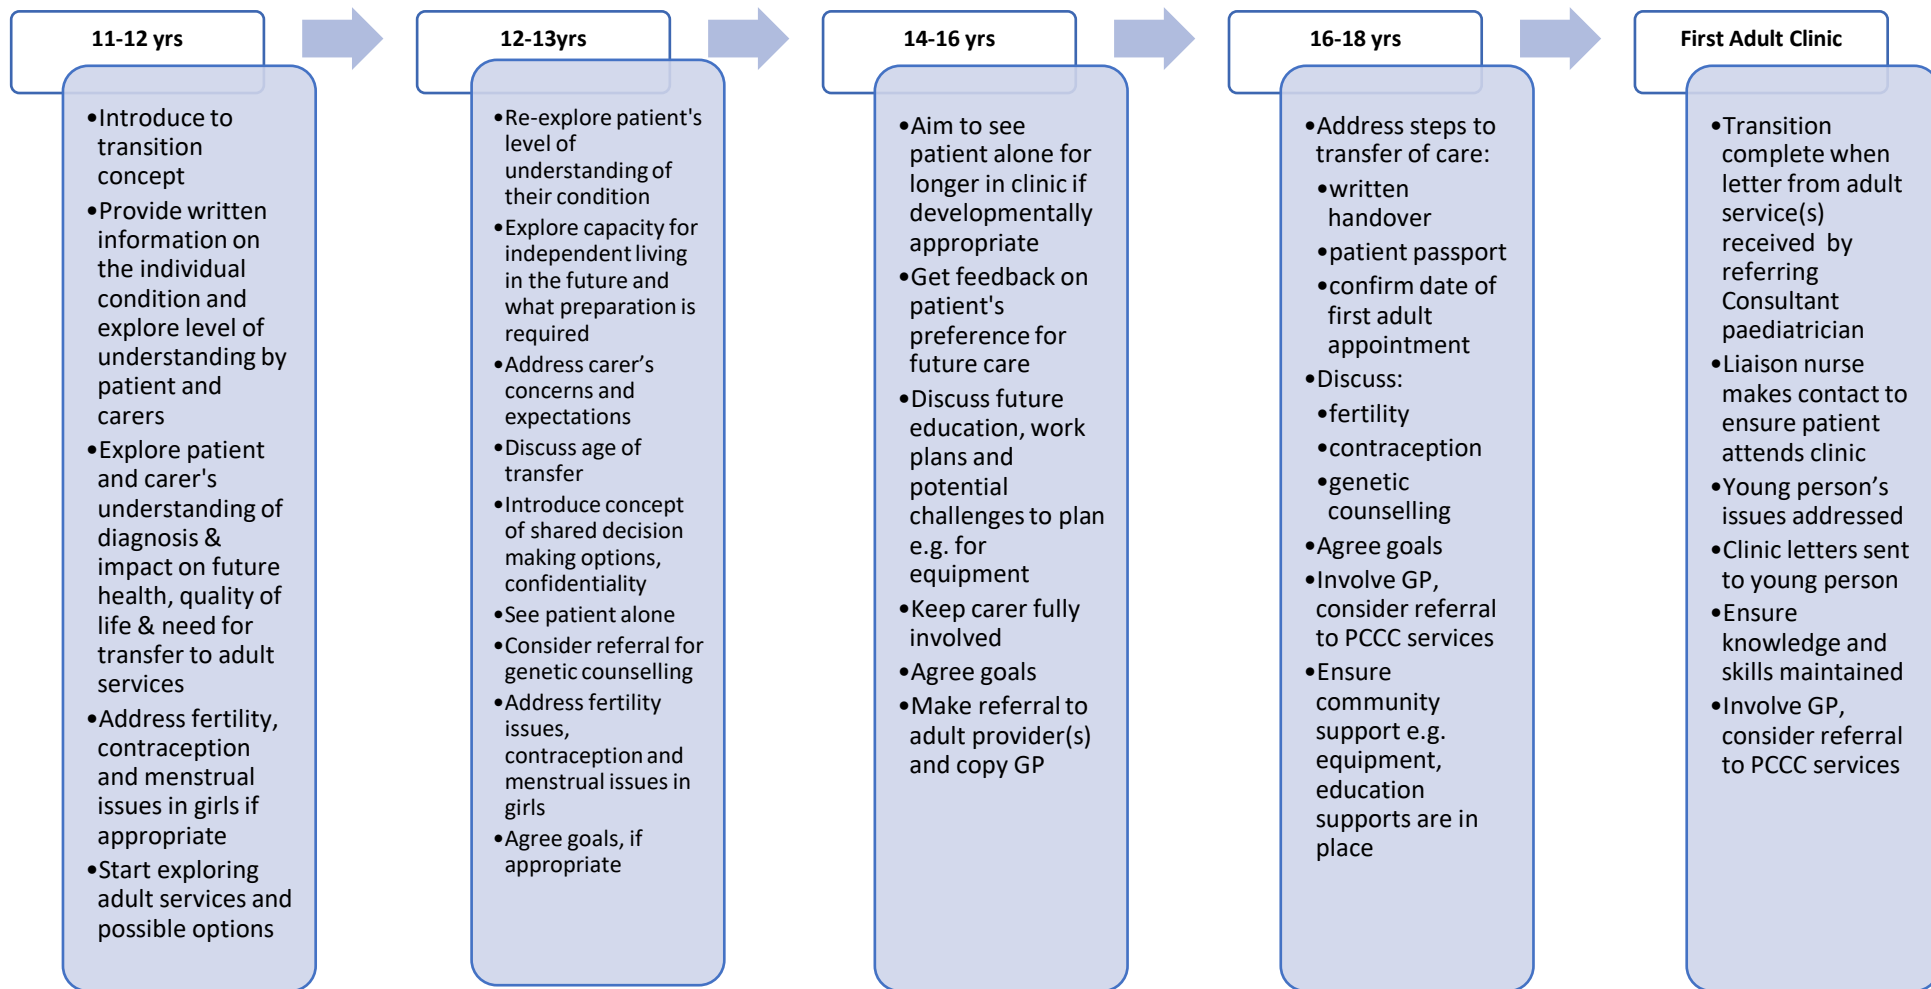 11-12 yrs
•Introduce to
transition
concept
•Provide written
information on
the individual
condition and
explore level of
understanding by
patient and
carers
•Explore patient
and carer's
understanding of
diagnosis &
impact on future
health, quality of
life & need for
transfer to adult
services
•Address fertility,
contraception
and menstrual
issues in girls if
appropriate
•Start exploring
adult services and
possible options
12-13yrs
•Re-explore patient's
level of
understanding of
their condition
•Explore capacity for
independent living
in the future and
what preparation is
required
•Address carer’s
concerns and
expectations
•Discuss age of
transfer
•Introduce concept
of shared decision
making options,
confidentiality
•See patient alone
•Consider referral for
genetic counselling
•Address fertility
issues,
contraception and
menstrual issues in
girls
•Agree goals, if
appropriate
14-16 yrs
•Aim to see
patient alone for
longer in clinic if
developmentally
appropriate
•Get feedback on
patient's
preference for
future care
•Discuss future
education, work
plans and
potential
challenges to plan
e.g. for
equipment
•Keep carer fully
involved
•Agree goals
•Make referral to
adult provider(s)
and copy GP
16-18 yrs
•Address steps to
transfer of care:
•written
handover
•patient passport
•confirm date of
first adult
appointment
•Discuss:
•fertility
•contraception
•genetic
counselling
•Agree goals
•Involve GP,
consider referral
to PCCC services
•Ensure
community
support e.g.
equipment,
education
supports are in
place
First Adult Clinic
•Transition
complete when
letter from adult
service(s)
received by
referring
Consultant
paediatrician
•Liaison nurse
makes contact to
ensure patient
attends clinic
•Young person’s
issues addressed
•Clinic letters sent
to young person
•Ensure
knowledge and
skills maintained
•Involve GP,
consider referral
to PCCC services